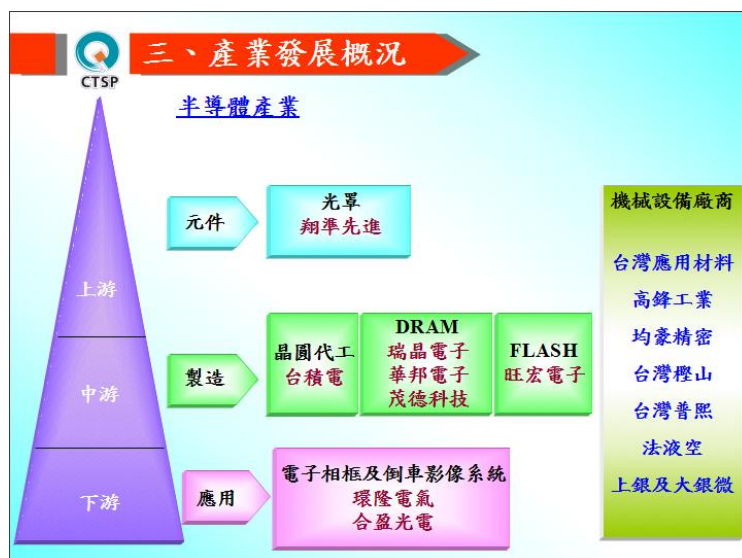 三、產業發展概況
CTSP
半導體產業
上游
中游
下游
元件
光罩
翔準先進
製造
晶圓代工
台積電
DRAM
瑞晶電子
華邦電子
茂德科技
FLASH
旺宏電子
應用
電子相框及倒車影像系統
環隆電氣
合盈光電
機械設備廠商
台灣應用材料
高鋒工業
均豪精密
台灣樫山
台灣普熙
法液空
上銀及大銀微